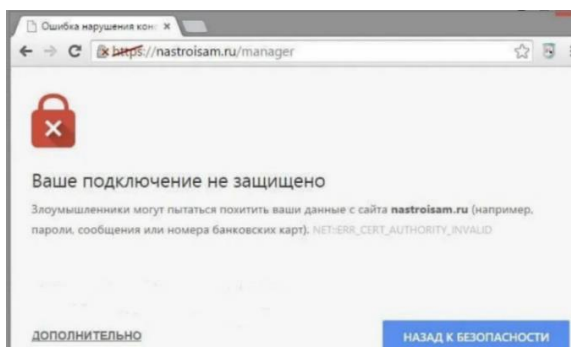 Ошибка нарушения кон
https://nastroisam.ru/manager
Ваше подключение не защищено
Злоумышленники могут пытаться похитить ваши данные с сайта nastroisam.ru (например,
пароли, сообщения или номера банковских карт). NET::ERR_CERT_AUTHORITY_INVALID
ДОПОЛНИТЕЛЬНО
НАЗАД К БЕЗОПАСНОСТИ